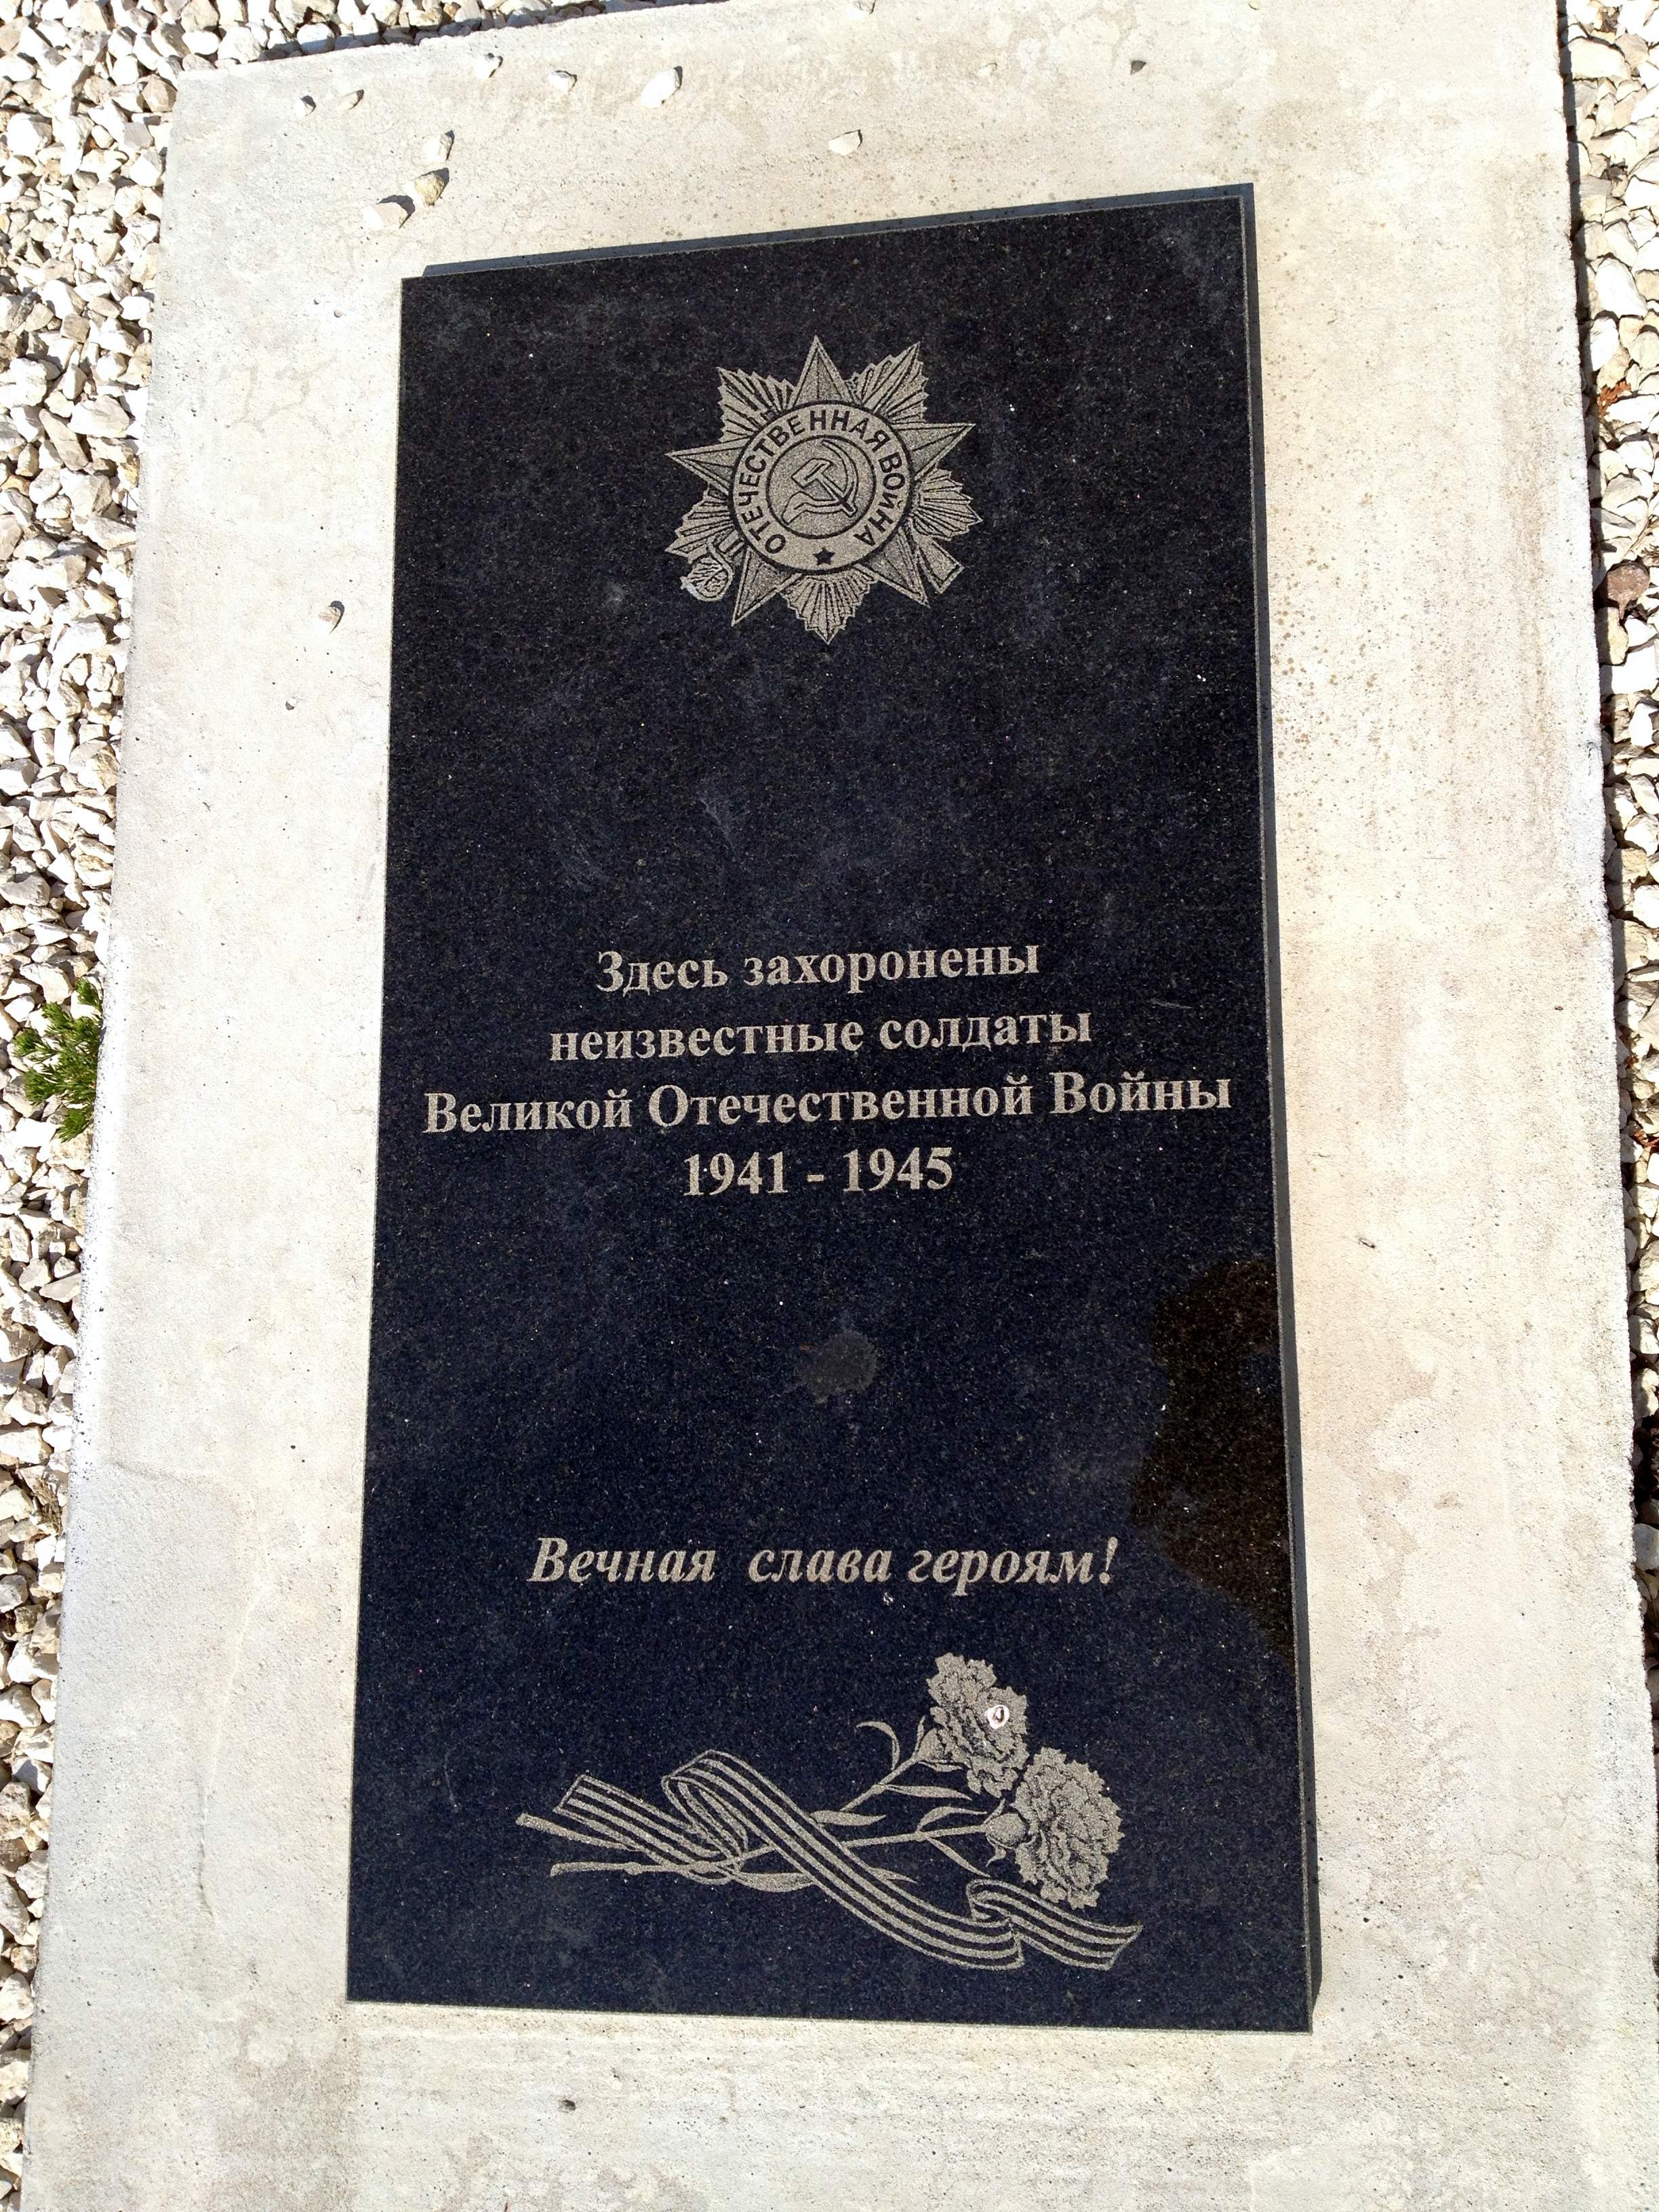 ОТЕЧЕСТВЕННАЯ ВОЙНА
Здесь захоронены
неизвестные солдаты
Великой Отечественной Войны
1941 - 1945
Вечная слава героям!